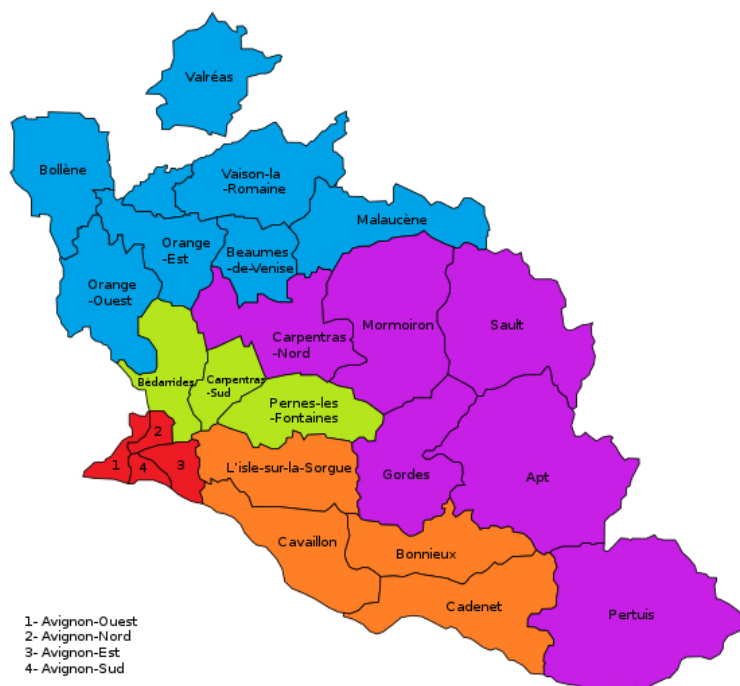 Valréas
Bollène
Vaison-la
-Romaine
Malaucène
Orange
-Est
Beaumes
-de-Venise
Orange
-Ouest
Mormoiron
Sault
Carpentras
-Nord
Bédarrides
Carpentras
-Sud
Pernes-les
-Fontaines
2
1
4
3
L'isle-sur-la-Sorgue
Gordes
Apt
Cavaillon
Bonnieux
Cadenet
Pertuis
1- Avignon-Ouest
2- Avignon-Nord
3- Avignon-Est
4- Avignon-Sud